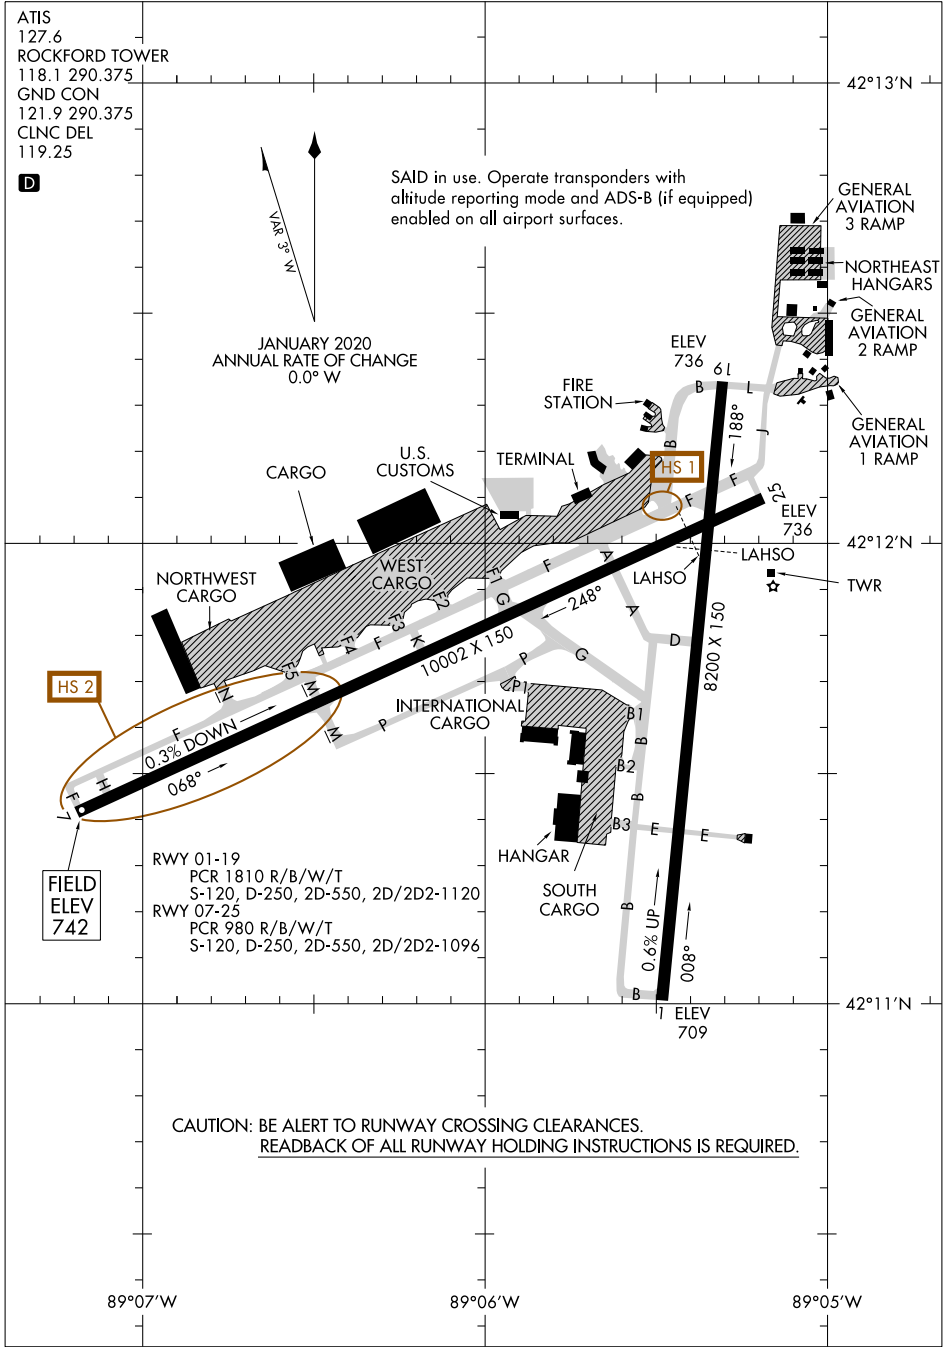 ATIS
127.6
ROCKFORD TOWER
118.1 290.375
GND CON
121.9 290.375
CLNC DEL
119.25
D
42°13'N
SAID in use. Operate transponders with
altitude reporting mode and ADS-B (if equipped)
enabled on all airport surfaces.
VAR 3° W
JANUARY 2020
ANNUAL RATE OF CHANGE
0.0° W
GENERAL
AVIATION
3 RAMP
NORTHEAST
HANGARS
GENERAL
AVIATION
2 RAMP
GENERAL
AVIATION
1 RAMP
ELEV
736
19
B
L
188°
J
B
FIRE
STATION
TERMINAL
U.S.
CUSTOMS
CARGO
HS 1
F
F
25
ELEV
736
42°12'N
LAHSO
LAHSO
TWR
WEST
CARGO
NORTHWEST
CARGO
F
A
A
D
F1
G
G
248°
F2
F3
F4
F
K
10002 X 150
8200 X 150
P
P
P1
F5
M
M
N
HS 2
F
0.3% DOWN
068°
H
F
7
INTERNATIONAL
CARGO
B1
B
B2
B
B3
E
E
HANGAR
SOUTH
CARGO
FIELD
ELEV
742
RWY 01-19
PCR 1810 R/B/W/T
S-120, D-250, 2D-550, 2D/2D2-1120
RWY 07-25
PCR 980 R/B/W/T
S-120, D-250, 2D-550, 2D/2D2-1096
B
0.6% UP
008°
B
1
ELEV
709
42°11'N
CAUTION: BE ALERT TO RUNWAY CROSSING CLEARANCES.
READBACK OF ALL RUNWAY HOLDING INSTRUCTIONS IS REQUIRED.
89°07'W
89°06'W
89°05'W